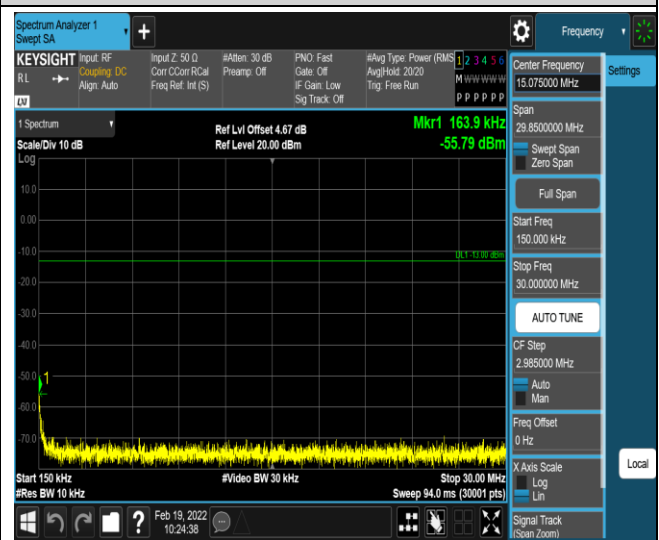 Spectrum Analyzer 1
Swept SA
Frequency
KEYSIGHT
RL
Input: RF
Coupling: DC
Align: Auto
Input Z: 50 Ω
Corr CCorr RCal
Freq Ref: Int (S)
#Atten: 30 dB
Preamp: Off
PNO: Fast
Gate: Off
IF Gain: Low
Sig Track: Off
#Avg Type: Power (RMS
Avg|Hold: 20/20
Trig: Free Run
1 2 3 4 5 6
M W W W W W
P P P P P P
LXI
1 Spectrum
Scale/Div 10 dB
Ref Lvl Offset 4.67 dB
Ref Level 20.00 dBm
Mkr1 163.9 kHz
-55.79 dBm
Log
10.0
0.00
-10.0
DL1 -13.00 dBm
-20.0
-30.0
-40.0
-50.0
1
-60.0
-70.0
Start 150 kHz
#Video BW 30 kHz
Stop 30.00 MHz
#Res BW 10 kHz
Sweep 94.0 ms (30001 pts)
Feb 19, 2022
10:24:38
Center Frequency
15.075000 MHz
Settings
Span
29.8500000 MHz
Swept Span
Zero Span
Full Span
Start Freq
150.000 kHz
Stop Freq
30.000000 MHz
AUTO TUNE
CF Step
2.985000 MHz
Auto
Man
Freq Offset
0 Hz
X Axis Scale
Log
Lin
Local
Signal Track
(Span Zoom)